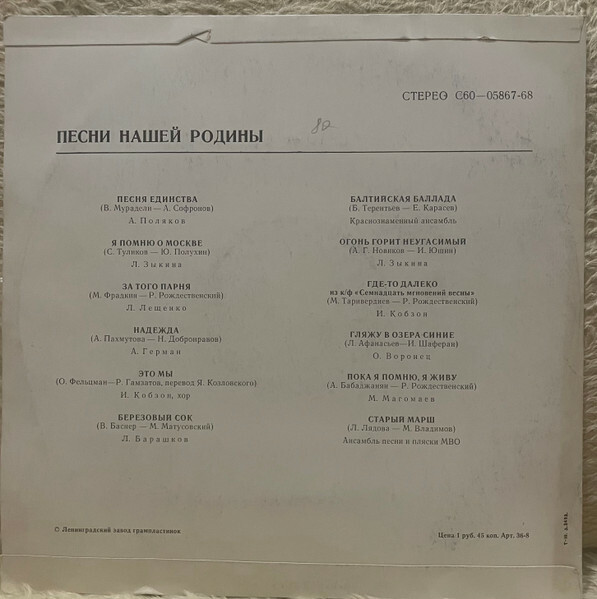 СТЕРЕО С60—05867-68
ПЕСНИ НАШЕЙ РОДИНЫ
82
ПЕСНЯ ЕДИНСТВА
(В. Мурадели — А. Софронов)
А. Поляков
Я ПОМНЮ О МОСКВЕ
(С. Туликов — Ю. Полухин)
Л. Зыкина
ЗА ТОГО ПАРНЯ
(М. Фрадкин — Р. Рождественский)
Л. Лещенко
НАДЕЖДА
(А. Пахмутова — Н. Добронравов)
А. Герман
ЭТО МЫ
(О. Фельцман—Р. Гамзатов, перевод Я. Козловского)
И. Кобзон, хор
БЕРЕЗОВЫЙ СОК
(В. Баснер — М. Матусовский)
Л. Барашков
БАЛТИЙСКАЯ БАЛЛАДА
(Б. Терентьев — Е. Карасев)
Краснознаменный ансамбль
ОГОНЬ ГОРИТ НЕУГАСИМЫЙ
(А. Г. Новиков — И. Юшин)
Л. Зыкина
ГДЕ-ТО ДАЛЕКО
из к/ф «Семнадцать мгновений весны»
(М. Таривердиев — Р. Рождественский)
И. Кобзон
ГЛЯЖУ В ОЗЕРА СИНИЕ
(Л. Афанасьев—И. Шаферан)
О. Воронец
ПОКА Я ПОМНЮ, Я ЖИВУ
(А. Бабаджанян — Р. Рождественский)
М. Магомаев
СТАРЫЙ МАРШ
(Л. Лядова — М. Владимов)
Ансамбль песни и пляски МВО
© Ленинградский завод грампластинок
Цена 1 руб. 45 коп. Арт. 36-8